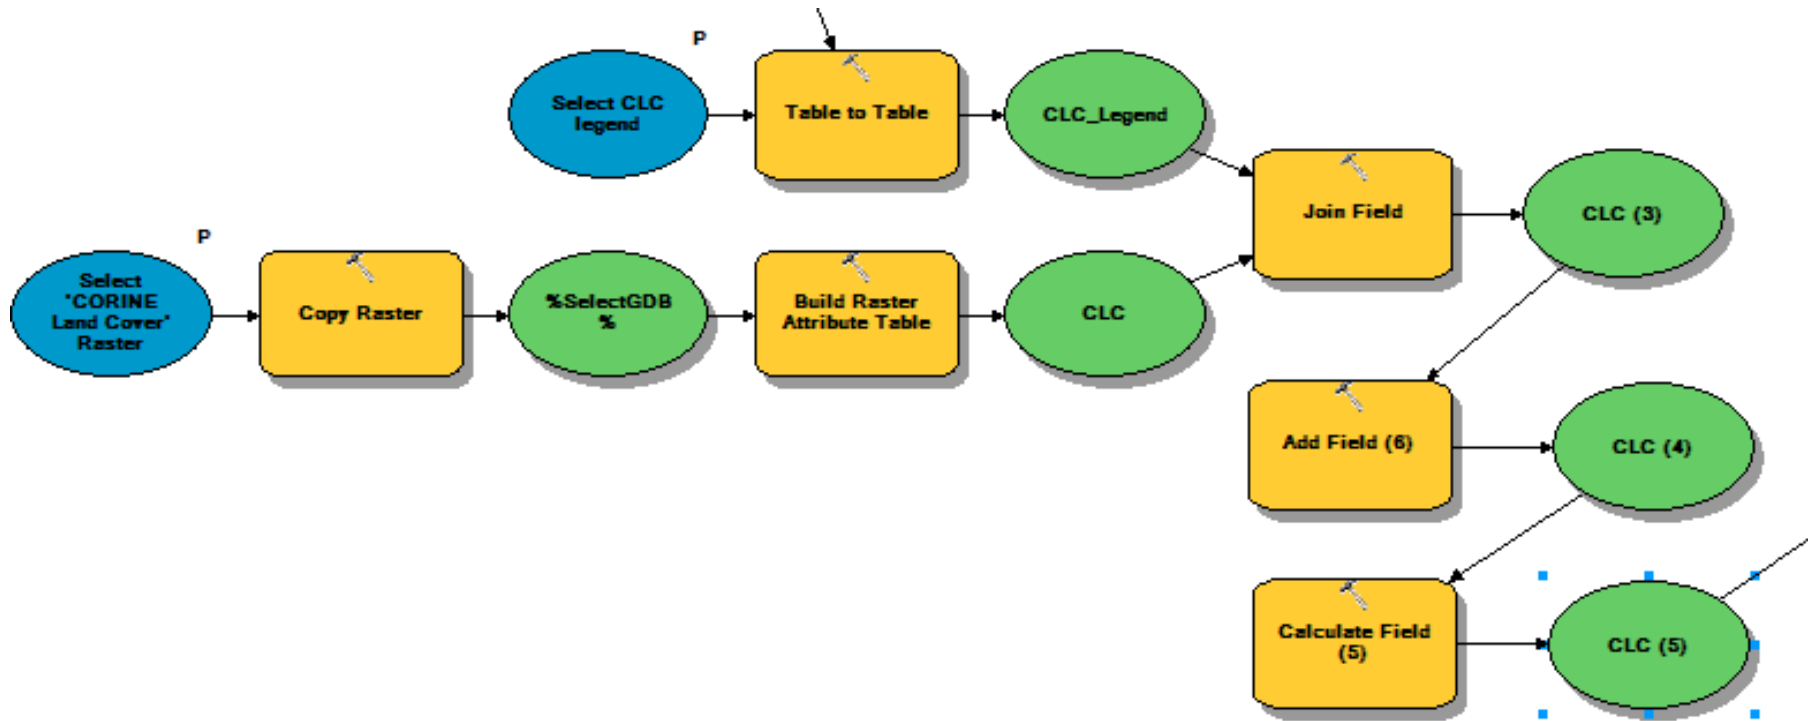 P
Select CLC
legend
Table to Table
CLC_Legend
Join Field
CLC (3)
P
Select
"CORINE
Land Cover"
Raster
Copy Raster
%SelectGDB
%
Build Raster
Attribute Table
CLC
Add Field (6)
CLC (4)
Calculate Field
(5)
CLC (5)